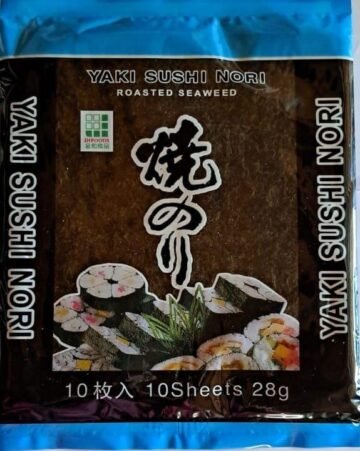 YAKI SUSHI NORI
ROASTED SEAWEED
YAKI SUSHI NORI
YAKI SUSHI NORI
JHFOODS
焼のり
10枚入 10Sheets 28g